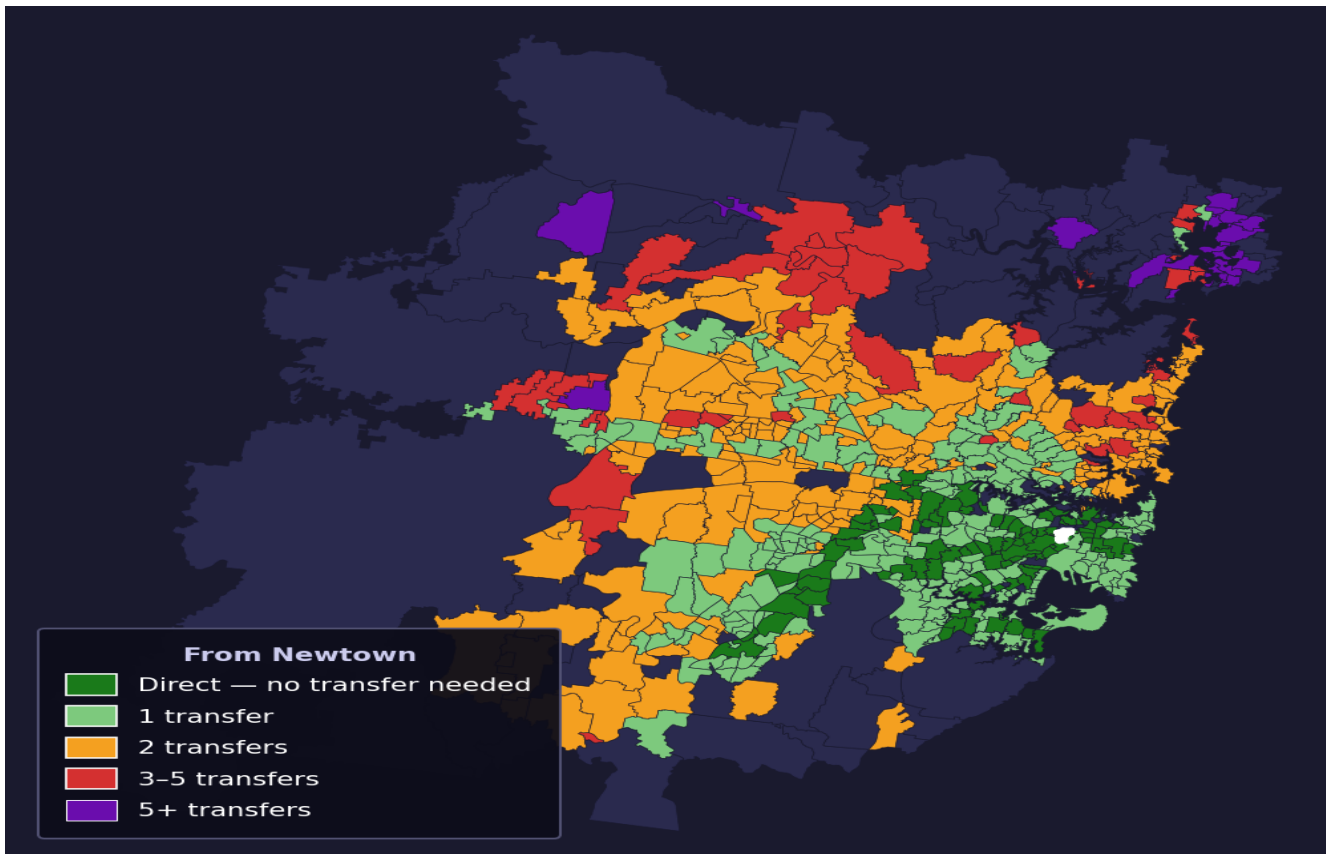 From Newtown
Direct — no transfer needed
1 transfer
2 transfers
3–5 transfers
5+ transfers